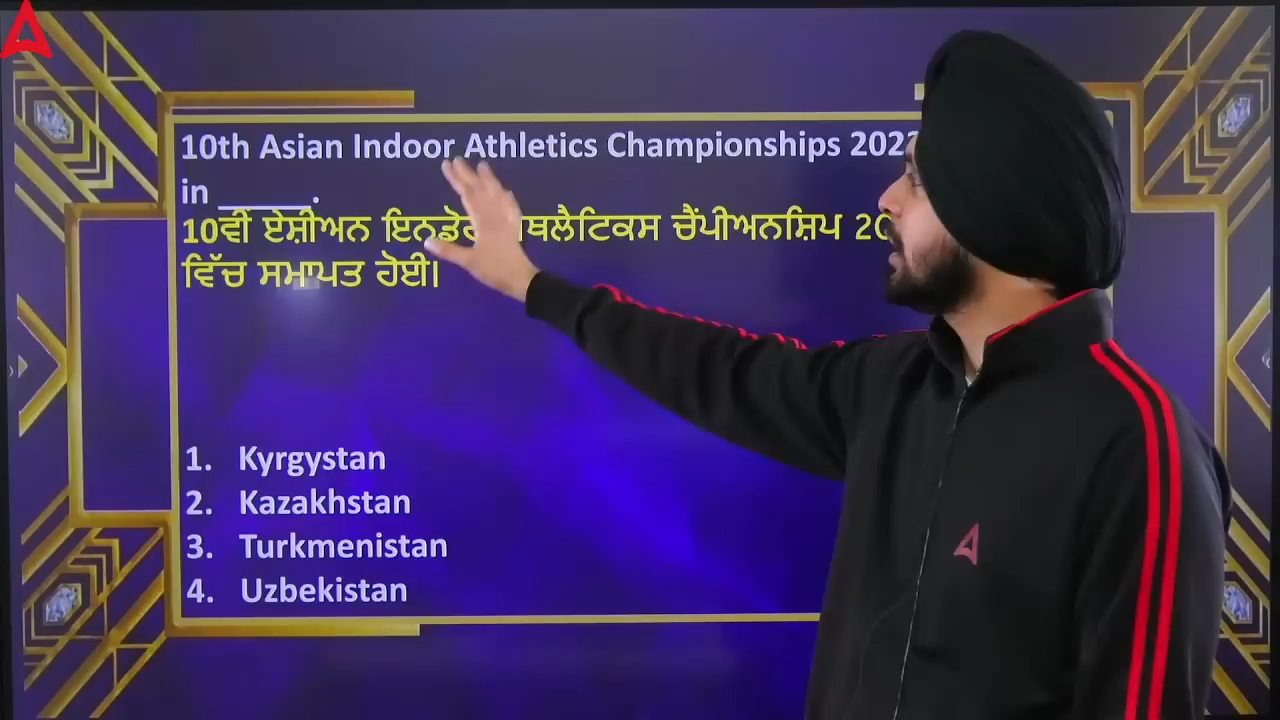 10th Asian Indoor Athletics Championships
in ______.
10ਵੀਂ ਏਸ਼ੀਅਨ ਚੈਂਪੀਅਨਸ਼ਿਪ
ਵਿੱਚ ਸਮਾਪਤ ਹੋਈ।
1. Kyrgystan
2. Kazakhstan
3. Turkmenistan
4. Uzbekistan